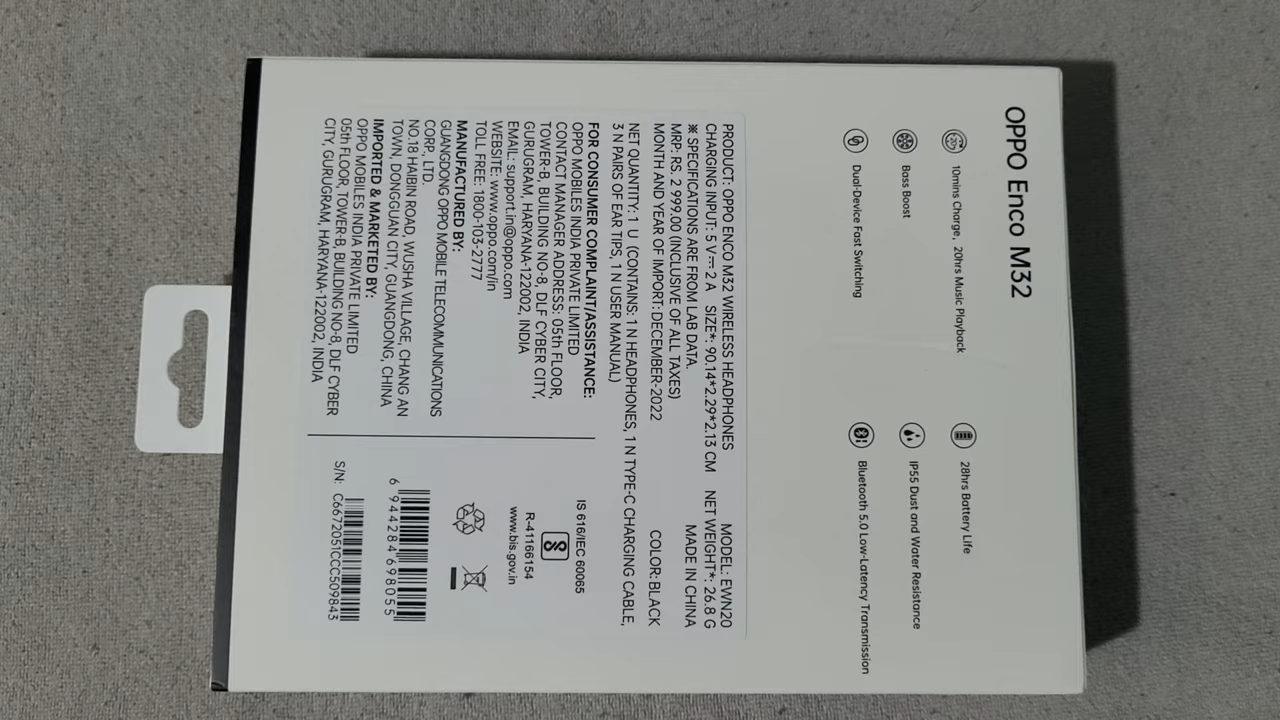 OPPO Enco M32
10mins Charge, 20hrs Music Playback
28hrs Battery Life
Bass Boost
IP55 Dust and Water Resistance
Dual-Device Fast Switching
Bluetooth 5.0 Low-Latency Transmission
PRODUCT: OPPO ENCO M32 WIRELESS HEADPHONES MODEL: EWN20
CHARGING INPUT: 5 V⎓2 A SIZE*: 90.14*2.29*2.13 CM NET WEIGHT*: 26.8 G
※ SPECIFICATIONS ARE FROM LAB DATA. MADE IN CHINA
MRP: RS. 2 999.00 (INCLUSIVE OF ALL TAXES)
MONTH AND YEAR OF IMPORT: DECEMBER-2022 COLOR: BLACK
NET QUANTITY: 1 U (CONTAINS: 1 N HEADPHONES, 1 N TYPE-C CHARGING CABLE,
3 N PAIRS OF EAR TIPS, 1 N USER MANUAL)
FOR CONSUMER COMPLAINT/ASSISTANCE:
OPPO MOBILES INDIA PRIVATE LIMITED
CONTACT MANAGER ADDRESS: 05th FLOOR,
TOWER-B, BUILDING NO-8, DLF CYBER CITY,
GURUGRAM, HARYANA-122002, INDIA
EMAIL: support.in@oppo.com
WEBSITE: www.oppo.com/in
TOLL FREE: 1800-103-2777
MANUFACTURED BY:
GUANGDONG OPPO MOBILE TELECOMMUNICATIONS
CORP., LTD.
NO.18 HAIBIN ROAD, WUSHA VILLAGE, CHANG AN
TOWN, DONGGUAN CITY, GUANGDONG, CHINA
IMPORTED & MARKETED BY:
OPPO MOBILES INDIA PRIVATE LIMITED
05th FLOOR, TOWER-B, BUILDING NO-8, DLF CYBER
CITY, GURUGRAM, HARYANA-122002, INDIA
IS 616/IEC 60065
R-41166154
www.bis.gov.in
6 944284698055
S/N: C6672051CCC509843